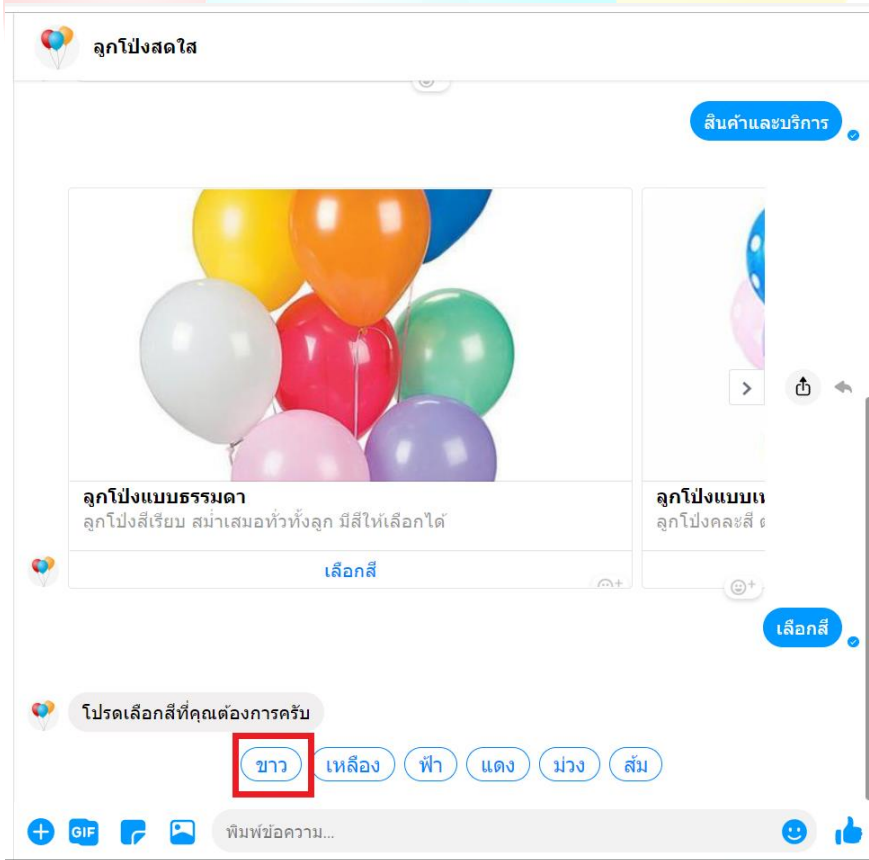 ลูกโป่งสดใส
สินค้าและบริการ
ลูกโป่งแบบธรรมดา
ลูกโป่งสีเรียบ สม่ำเสมอทั่วทั้งลูก มีสีให้เลือกได้
เลือกสี
ลูกโป่งแบบ
ลูกโป่งคละสี
เลือกสี
โปรดเลือกสีที่คุณต้องการครับ
ขาว เหลือง ฟ้า แดง ม่วง ส้ม
GIF พิมพ์ข้อความ...